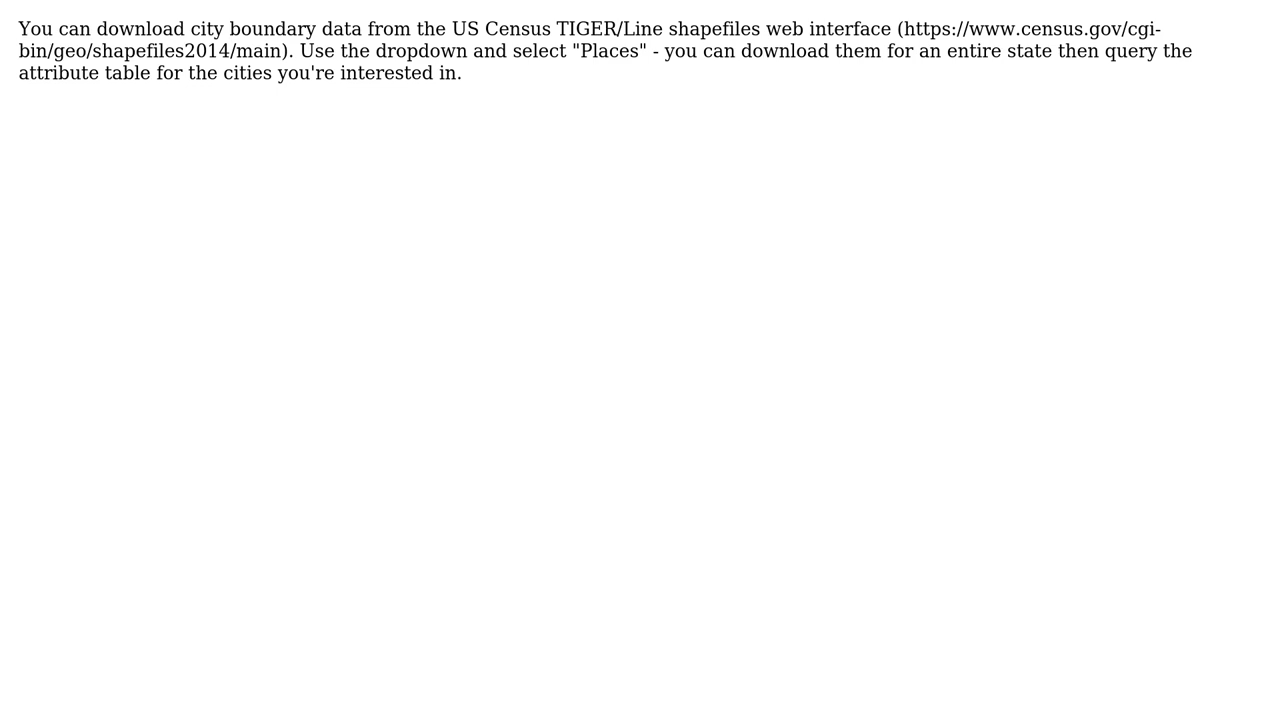 You can download city boundary data from the US Census TIGER/Line shapefiles web interface (https://www.census.gov/cgi-
bin/geo/shapefiles2014/main). Use the dropdown and select "Places" - you can download them for an entire state then query the
attribute table for the cities you're interested in.